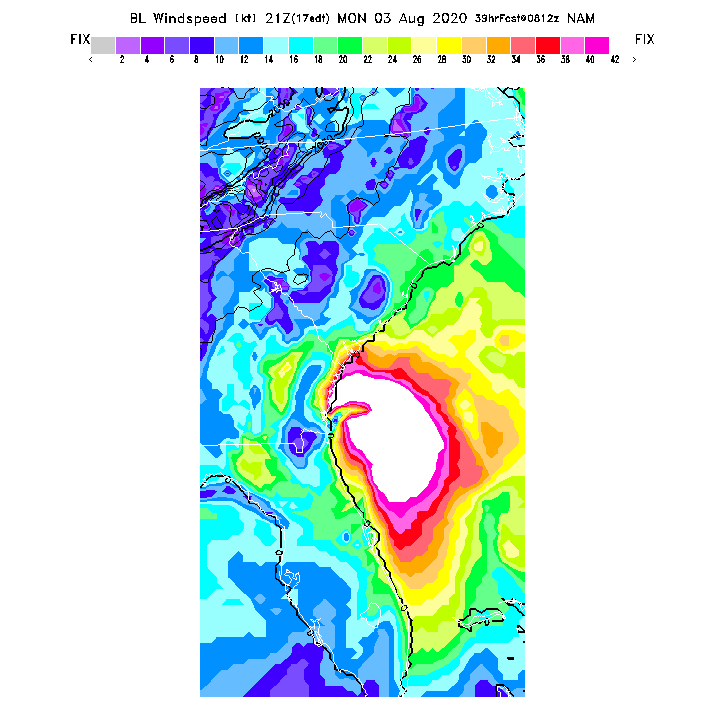 BL Windspeed [kt] 21Z(17edt) MON 03 Aug 2020 39hrFcst@0812z NAM
FIX FIX
< 2 4 6 8 10 12 14 16 18 20 22 24 26 28 30 32 34 36 38 40 42 >